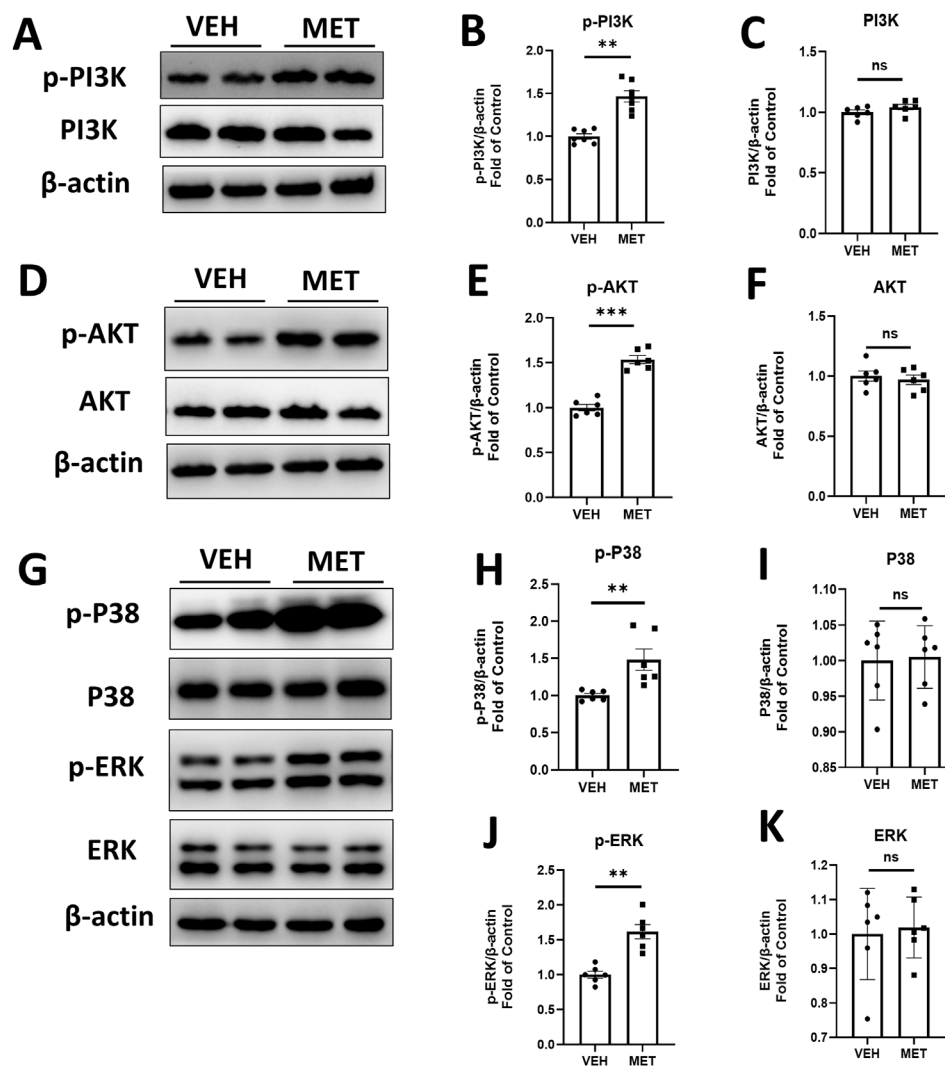 A
VEH MET
p-PI3K
PI3K
β-actin
B
p-PI3K
**
p-PI3K/β-actin
Fold of Control
2.0
1.5
1.0
0.5
0.0
VEH MET
C
PI3K
ns
PI3K/β-actin
Fold of Control
1.5
1.0
0.5
0.0
VEH MET
D
VEH MET
p-AKT
AKT
β-actin
E
p-AKT
***
p-AKT/β-actin
Fold of Control
2.0
1.5
1.0
0.5
0.0
VEH MET
F
AKT
ns
AKT/β-actin
Fold of Control
1.5
1.0
0.5
0.0
VEH MET
G
VEH MET
p-P38
P38
p-ERK
ERK
β-actin
H
p-P38
**
p-P38/β-actin
Fold of Control
2.5
2.0
1.5
1.0
0.5
0.0
VEH MET
I
P38
ns
P38/β-actin
Fold of Control
1.10
1.05
1.00
0.95
0.90
0.85
VEH MET
J
p-ERK
**
p-ERK/β-actin
Fold of Control
2.5
2.0
1.5
1.0
0.5
0.0
VEH MET
K
ERK
ns
ERK/β-actin
Fold of Control
1.2
1.1
1.0
0.9
0.8
0.7
VEH MET